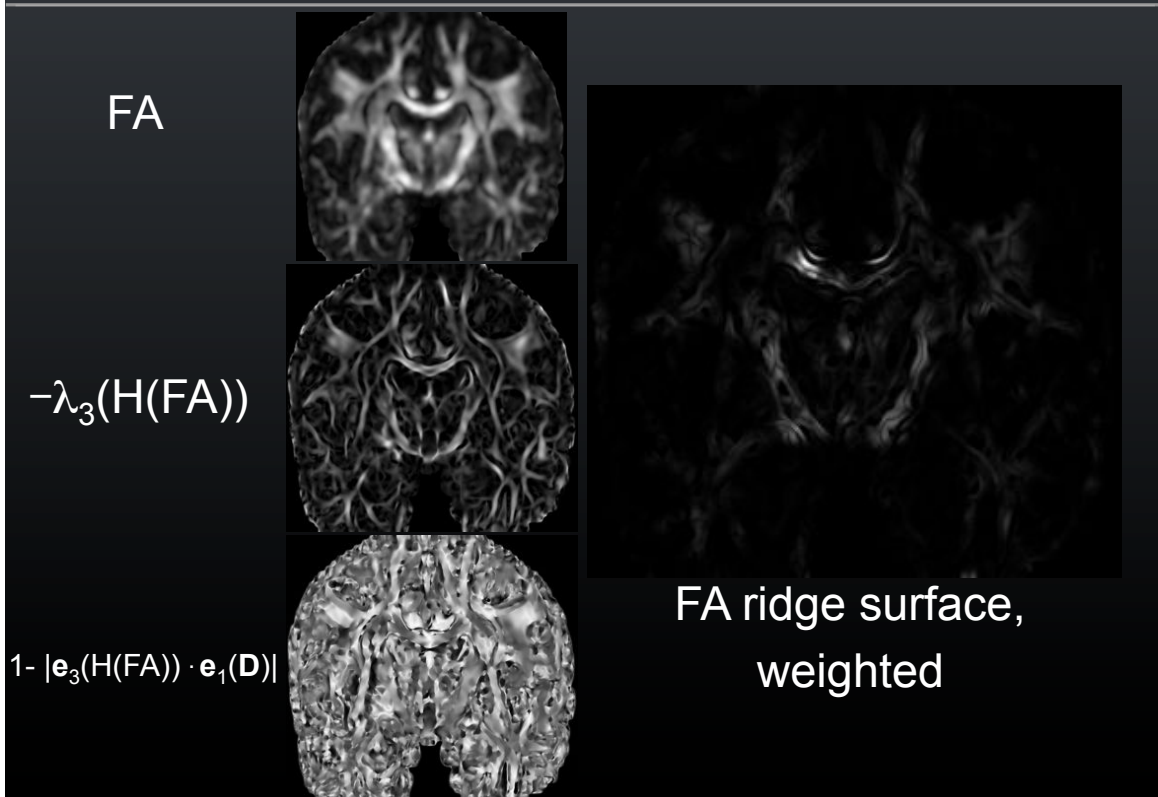 FA
−λ₃(H(FA))
1- |e₃(H(FA)) · e₁(D)|
FA ridge surface,
weighted